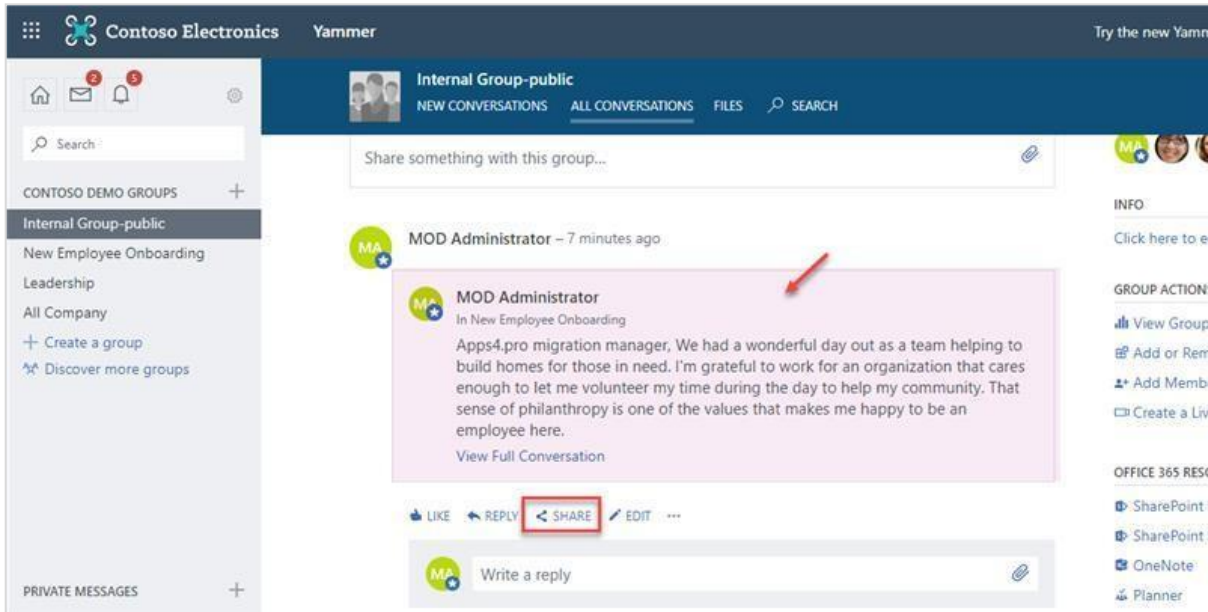 Contoso Electronics Yammer Try the new Yamm
2 5
Internal Group-public
NEW CONVERSATIONS ALL CONVERSATIONS FILES SEARCH
Search
CONTOSO DEMO GROUPS
Internal Group-public
New Employee Onboarding
Leadership
All Company
Create a group
Discover more groups
PRIVATE MESSAGES
Share something with this group...
MA
MOD Administrator – 7 minutes ago
MA
MOD Administrator
In New Employee Onboarding
Apps4.pro migration manager, We had a wonderful day out as a team helping to
build homes for those in need. I'm grateful to work for an organization that cares
enough to let me volunteer my time during the day to help my community. That
sense of philanthropy is one of the values that makes me happy to be an
employee here.
View Full Conversation
LIKE REPLY SHARE EDIT ...
MA
Write a reply
MA
INFO
Click here to e
GROUP ACTION
View Group
Add or Rem
Add Memb
Create a Liv
OFFICE 365 RES
SharePoint
SharePoint
OneNote
Planner